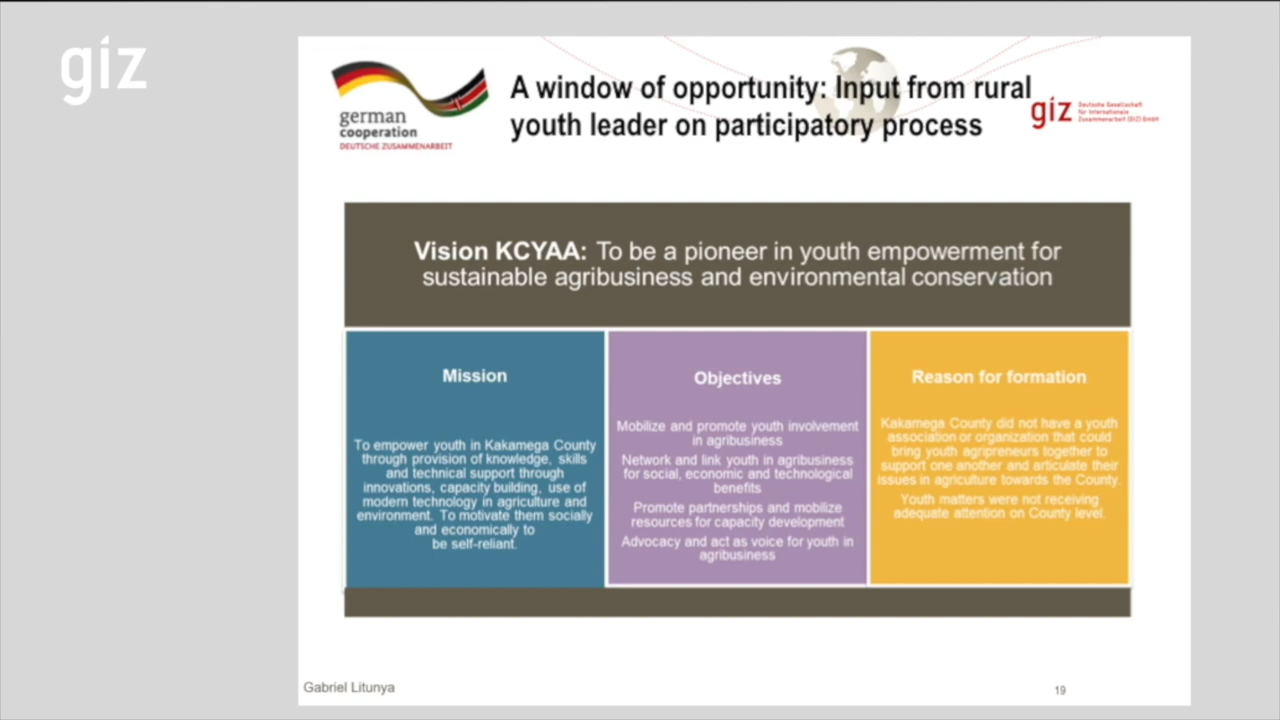 giz
A window of opportunity: Input from rural
youth leader on participatory process
german
cooperation
DEUTSCHE ZUSAMMENARBEIT
giz
Deutsche Gesellschaft
für Internationale
Zusammenarbeit (GIZ) GmbH
Vision KCYAA: To be a pioneer in youth empowerment for
sustainable agribusiness and environmental conservation
Mission
To empower youth in Kakamega County
through provision of knowledge, skills
and technical support through
innovations, capacity building, use of
modern technology in agriculture and
environment. To motivate them socially
and economically to
be self-reliant.
Objectives
Mobilize and promote youth involvement
in agribusiness
Network and link youth in agribusiness
for social, economic and technological
benefits
Promote partnerships and mobilize
resources for capacity development
Advocacy and act as voice for youth in
agribusiness
Reason for formation
Kakamega County did not have a youth
association or organization that could
bring youth agripreneurs together to
support one another and articulate their
issues in agriculture towards the County.
Youth matters were not receiving
adequate attention on County level.
Gabriel Litunya
19